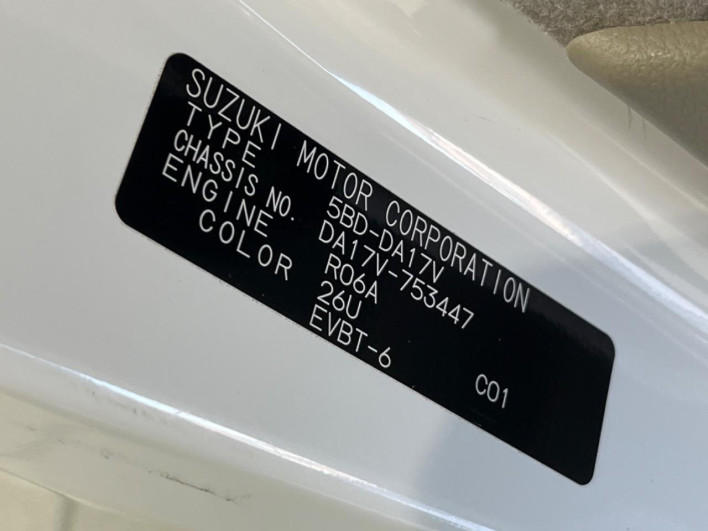 SUZUKI MOTOR CORPORATION
TYPE 5BD-DA17V
CHASSIS NO. DA17V-753447
ENGINE R06A
COLOR 26U
EVBT-6 C01